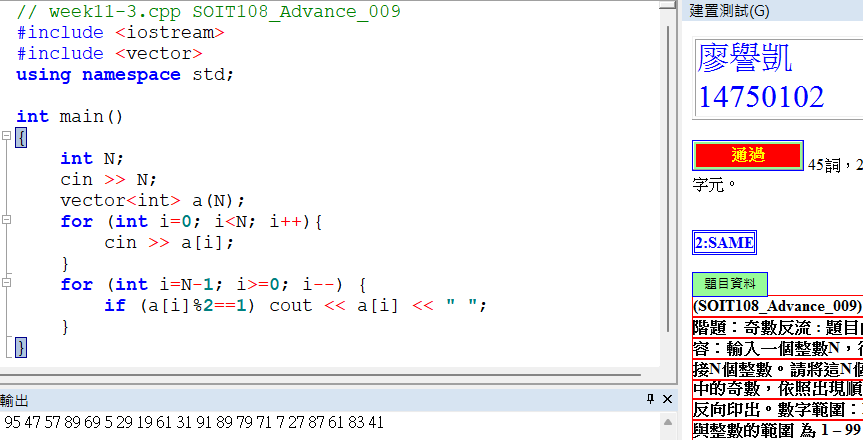 // week11-3.cpp SOIT108_Advance_009
#include <iostream>
#include <vector>
using namespace std;
int main()
{
int N;
cin >> N;
vector<int> a(N);
for (int i=0; i<N; i++){
cin >> a[i];
}
for (int i=N-1; i>=0; i--) {
if (a[i]%2==1) cout << a[i] << " ";
}
}
輸出
95 47 57 89 69 5 29 19 61 31 91 89 79 71 7 27 87 61 83 41
建置測試(G)
廖譽凱
14750102
通過 45詞，2
字元。
2:SAME
題目資料
(SOIT108_Advance_009)
階題：奇數反流：題目
容：輸入一個整數N，
接N個整數。請將這N個
中的奇數，依照出現順
反向印出。數字範圍：
與整數的範圍 為 1 – 99